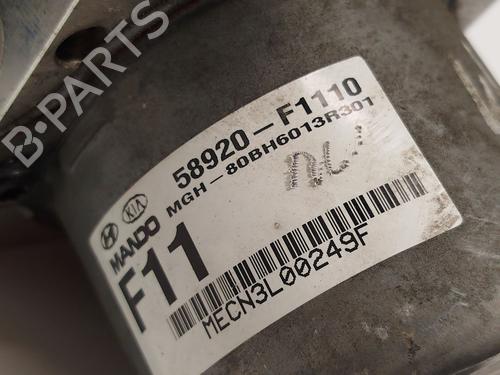 B-PARTS
58920-F1110
MGH-80BH6013R301
KIA
MANDO
F11
MECN3L00249F